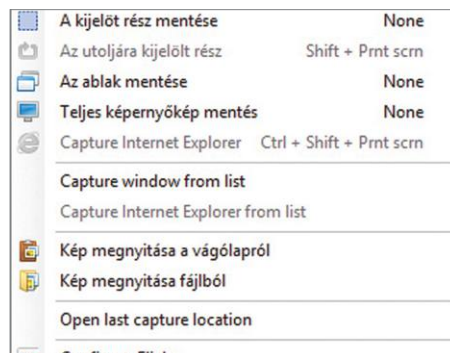 A kijelöt rész mentése None
Az utoljára kijelölt rész Shift + Prnt scrn
Az ablak mentése None
Teljes képernyőkép mentés None
Capture Internet Explorer Ctrl + Shift + Prnt scrn
Capture window from list
Capture Internet Explorer from list
Kép megnyitása a vágólapról
Kép megnyitása fájlból
Open last capture location